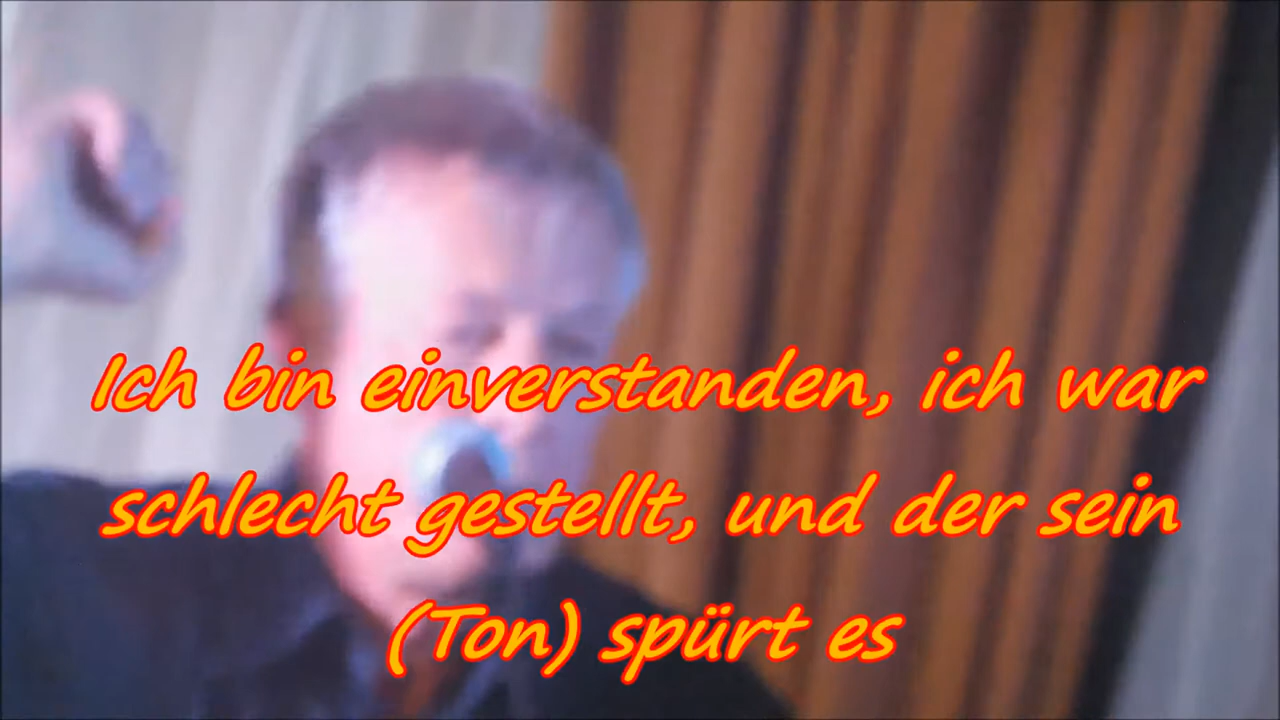 Ich bin einverstanden, ich war
schlecht gestellt, und der sein
(Ton) spürt es